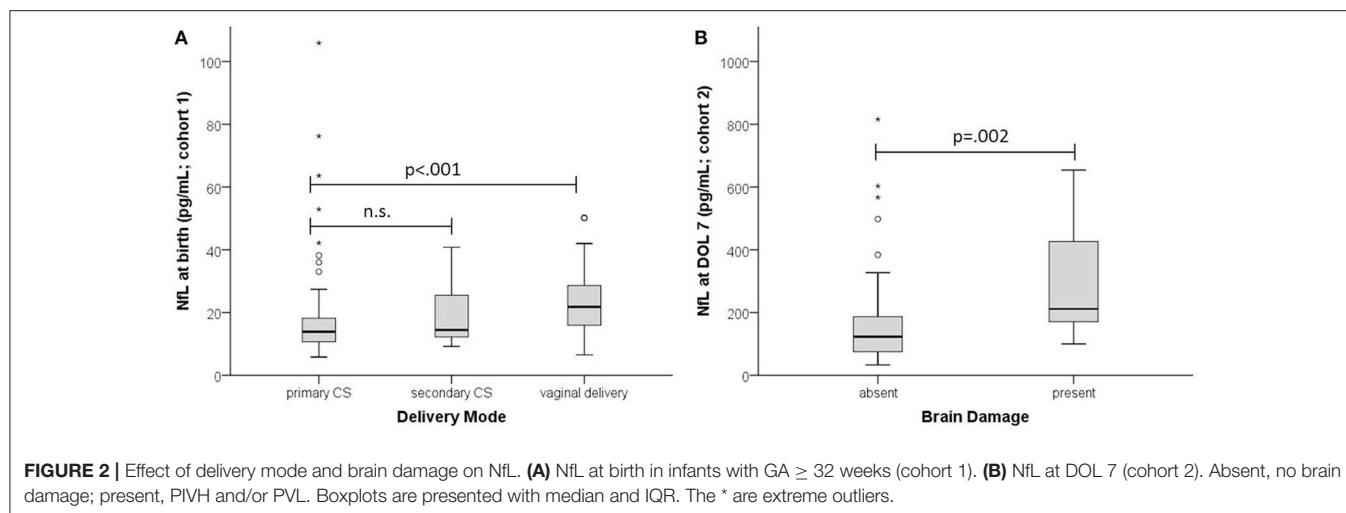 A
NfL at birth (pg/mL; cohort 1)
100
80
60
40
20
0
p<.001
n.s.
primary CS
secondary CS
vaginal delivery
Delivery Mode
B
NfL at DOL 7 (pg/mL; cohort 2)
1000
800
600
400
200
0
p=.002
absent
present
Brain Damage
FIGURE 2 | Effect of delivery mode and brain damage on NfL. (A) NfL at birth in infants with GA ≥ 32 weeks (cohort 1). (B) NfL at DOL 7 (cohort 2). Absent, no brain
damage; present, PIVH and/or PVL. Boxplots are presented with median and IQR. The * are extreme outliers.